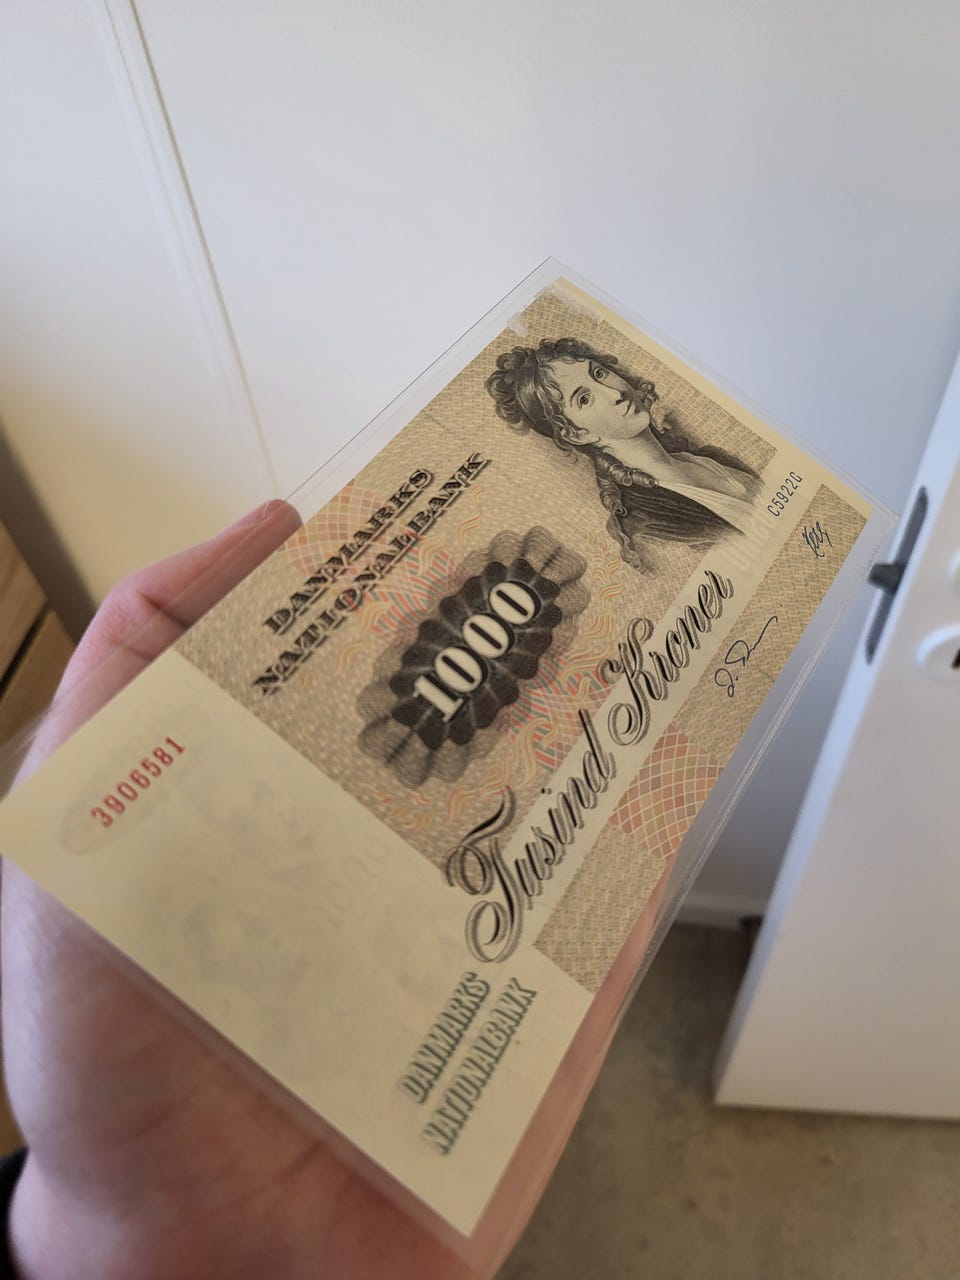 DANMARKS
NATIONALBANK
1000
Tusind Kroner
C5922G
3906581
DANMARKS
NATIONALBANK